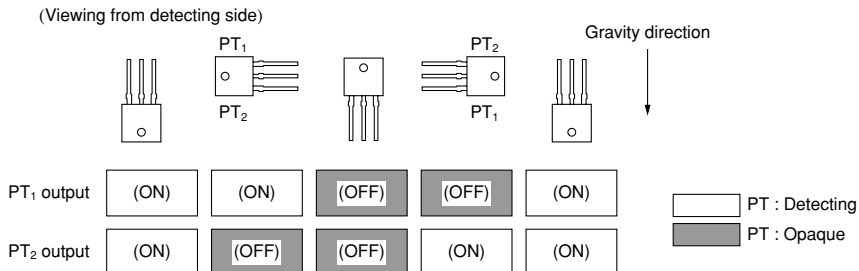 (Viewing from detecting side)
PT₁
PT₂
Gravity direction
PT₂
PT₁
PT₁ output
(ON)
(ON)
(OFF)
(OFF)
(ON)
PT : Detecting
PT₂ output
(ON)
(OFF)
(OFF)
(ON)
(ON)
PT : Opaque